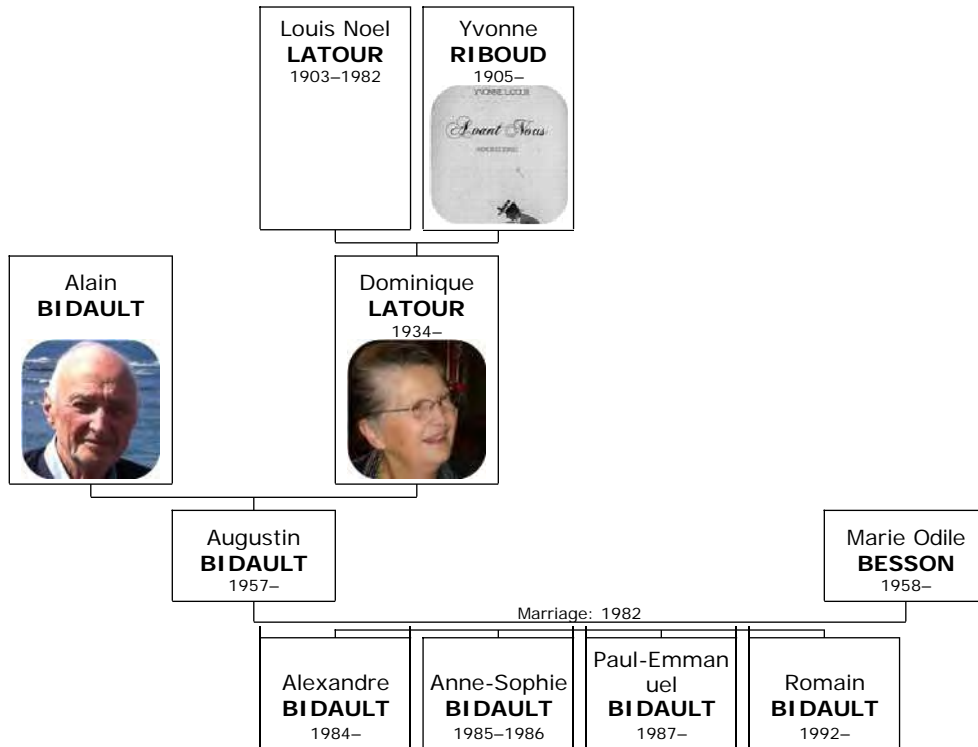 Louis Noel
LATOUR
1903–1982
Yvonne
RIBOUD
1905–
YVONNE LATOUR
Avant Nous
Alain
BIDAULT
Dominique
LATOUR
1934–
Augustin
BIDAULT
1957–
Marie Odile
BESSON
1958–
Marriage: 1982
Alexandre
BIDAULT
1984–
Anne-Sophie
BIDAULT
1985–1986
Paul-Emman
uel
BIDAULT
1987–
Romain
BIDAULT
1992–